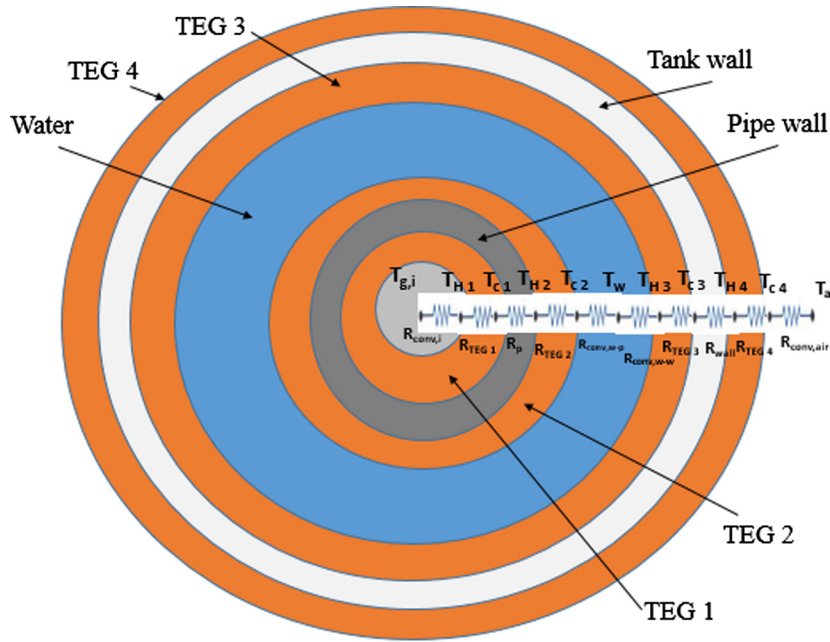 TEG 3
TEG 4
Tank wall
Water
Pipe wall
Tg,i TH 1 Tc 1 TH 2 Tc 2 Tw TH 3 Tc 3 TH 4 Tc 4 Ta
Rconv,i RTEG 1 Rp RTEG 2 Rconv,w-p Rconv,w-w RTEG 3 Rwall RTEG 4 Rconv,air
TEG 2
TEG 1